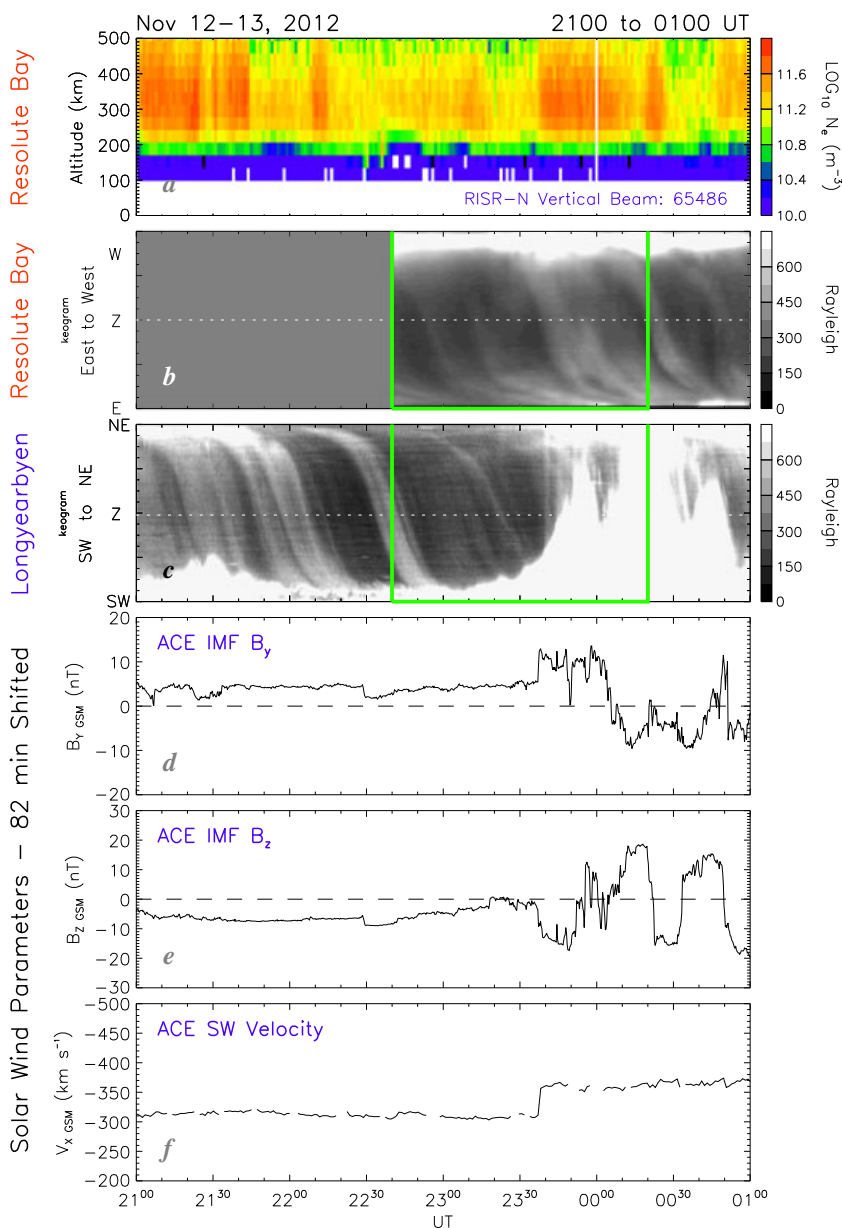 Nov 12−13, 2012
2100 to 0100 UT
Resolute Bay
Altitude (km)
500
400
300
200
100
0
a
RISR−N Vertical Beam: 65486
11.6
11.2
10.8
10.4
10.0
LOG₁₀ Nₑ (m⁻³)
Resolute Bay
keogram
East to West
W
Z
E
b
600
450
300
150
0
Rayleigh
Longyearbyen
keogram
SW to NE
NE
Z
SW
c
600
450
300
150
0
Rayleigh
Solar Wind Parameters − 82 min Shifted
ACE IMF By
B Y GSM (nT)
20
10
0
−10
−20
d
ACE IMF Bz
B Z GSM (nT)
30
20
10
0
−10
−20
−30
e
ACE SW Velocity
V X GSM (km s⁻¹)
−500
−450
−400
−350
−300
−250
−200
f
21⁰⁰ 21³⁰ 22⁰⁰ 22³⁰ 23⁰⁰ 23³⁰ 00⁰⁰ 00³⁰ 01⁰⁰
UT